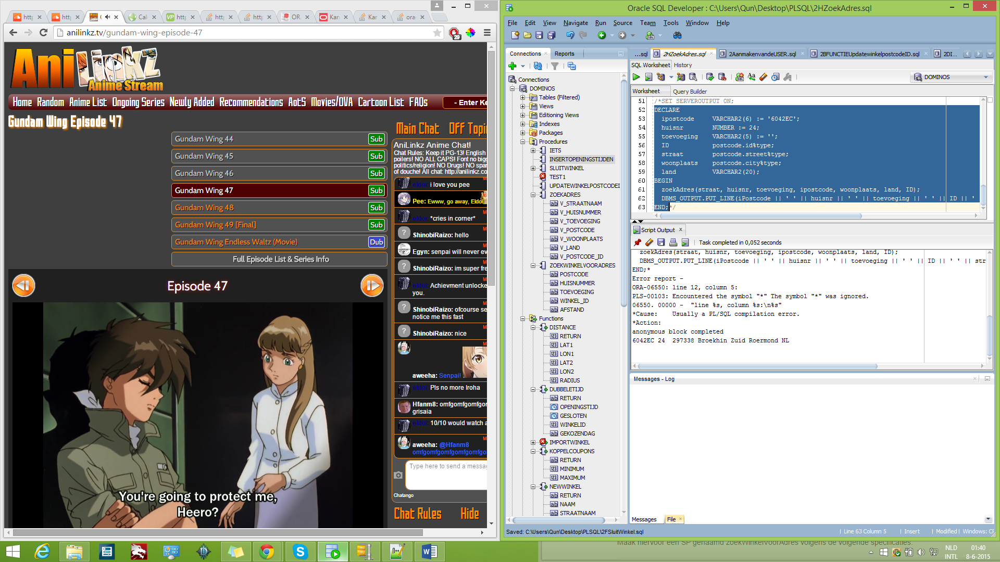 http
http
(
Cale
http
http
http
OR.
Kan
Kar
orac
anilinkz.tv/gundam-wing-episode-47
AniLinkz
Anime Stream
Home Random Anime List Ongoing Series Newly Added Recommendations AotS Movies/OVA Cartoon List FAQs - Enter Ke
Gundam Wing Episode 47
Gundam Wing 44 Sub
Gundam Wing 45 Sub
Gundam Wing 46 Sub
Gundam Wing 47 Sub
Gundam Wing 48 Sub
Gundam Wing 49 [Final] Sub
Gundam Wing Endless Waltz (Movie) Dub
Full Episode List & Series Info
Episode 47
You're going to protect me,
Heero?
Main Chat OFF Topi
AniLinkz Anime Chat!
Chat Rules: Keep it PG-13! English
poilers! NO ALL CAPS! Font no bigg
politics/religion! NO Drugs! NO span
of douche! All chat: http://anilinkz.co
eldoi: i love you pee
Pee: Ewww, go away, Eldoi
eldoi: *cries in corner*
ShinobiRaizo: hello
Egyn: senpai will never ev
ShinobiRaizo: im super fre
eldoi: Achievment unlocke
you.
ShinobiRaizo: ofcourse se
notice me this fast
ShinobiRaizo: nice
aweeha: Senpai!
eldoi: Pls no more Iroha
Hfanm8: omfgomfgomfgor
grisaia
eldoi: 10/10 would watch a
aweeha: @Hfanm8
omfgomfgomfgomfgomfgo
Type here to send a messag
Chatango
Chat Rules Hide
Oracle SQL Developer : C:\Users\Qun\Desktop\PLSQL\2HZoekAdres.sql
File Edit View Navigate Run Source Team Tools Window Help
Connections Reports
Connections
DOMINOS
Tables (Filtered)
Views
Editioning Views
Indexes
Packages
Procedures
IETS
INSERTOPENINGSTIJDEN
SLUITWINKEL
TEST1
UPDATEWINKELPOSTCODEI
ZOEKADRES
V_STRAATNAAM
V_HUISNUMMER
V_TOEVOEGING
V_POSTCODE
V_WOONPLAATS
V_LAND
V_POSTCODE_ID
ZOEKWINKELVOORADRES
POSTCODE
HUISNUMMER
TOEVOEGING
WINKEL_ID
AFSTAND
Functions
DISTANCE
RETURN
LAT1
LON1
LAT2
LON2
RADIUS
DUBBELETIJD
RETURN
OPENINGSTIJD
GESLOTEN
WINKELID
GEKOZENDAG
IMPORTWINKEL
KOPPELCOUPONS
RETURN
MINIMUM
MAXIMUM
NEWWINKEL
RETURN
NAAM
STRAATNAAM
...sql 2HZoekAdres.sql 2AanmakenvandeUSER.sql 2BFUNCTIEUpdatewinkelpostcodeID.sql 2DI...
SQL Worksheet History
DOMINOS
Worksheet Query Builder
51 /*SET SERVEROUTPUT ON;
52 DECLARE
53 ipostcode VARCHAR2(6) := '6042EC';
54 huisnr NUMBER := 24;
55 toevoeging VARCHAR2(5) := '';
56 ID postcode.id%type;
57 straat postcode.street%type;
58 woonplaats postcode.city%type;
59 land VARCHAR2(20);
60 BEGIN
61 zoekAdres(straat, huisnr, toevoeging, ipostcode, woonplaats, land, ID);
62 DBMS_OUTPUT.PUT_LINE(iPostcode || ' ' || huisnr || ' ' || toevoeging || ' ' || ID || '
63 END;*/
Script Output
Task completed in 0,052 seconds
zoekAdres(straat, huisnr, toevoeging, ipostcode, woonplaats, land, ID);
DBMS_OUTPUT.PUT_LINE(iPostcode || ' ' || huisnr || ' ' || toevoeging || ' ' || ID || ' ' || str
END;*
Error report -
ORA-06550: line 12, column 5:
PLS-00103: Encountered the symbol "*" The symbol "*" was ignored.
06550. 00000 - "line %s, column %s:\n%s"
*Cause: Usually a PL/SQL compilation error.
*Action:
anonymous block completed
6042EC 24 297338 Broekhin Zuid Roermond NL
Messages - Log
Messages File
Saved: C:\Users\Qun\Desktop\PLSQL\2FSluitWinkel.sql
Line 63 Column 5 Insert Modified Windows: CR
Maak hiervoor een SP genaamd zoekWinkelvoorAdres volgens de volgende specificaties.
NLD
INTL
01:40
8-6-2015